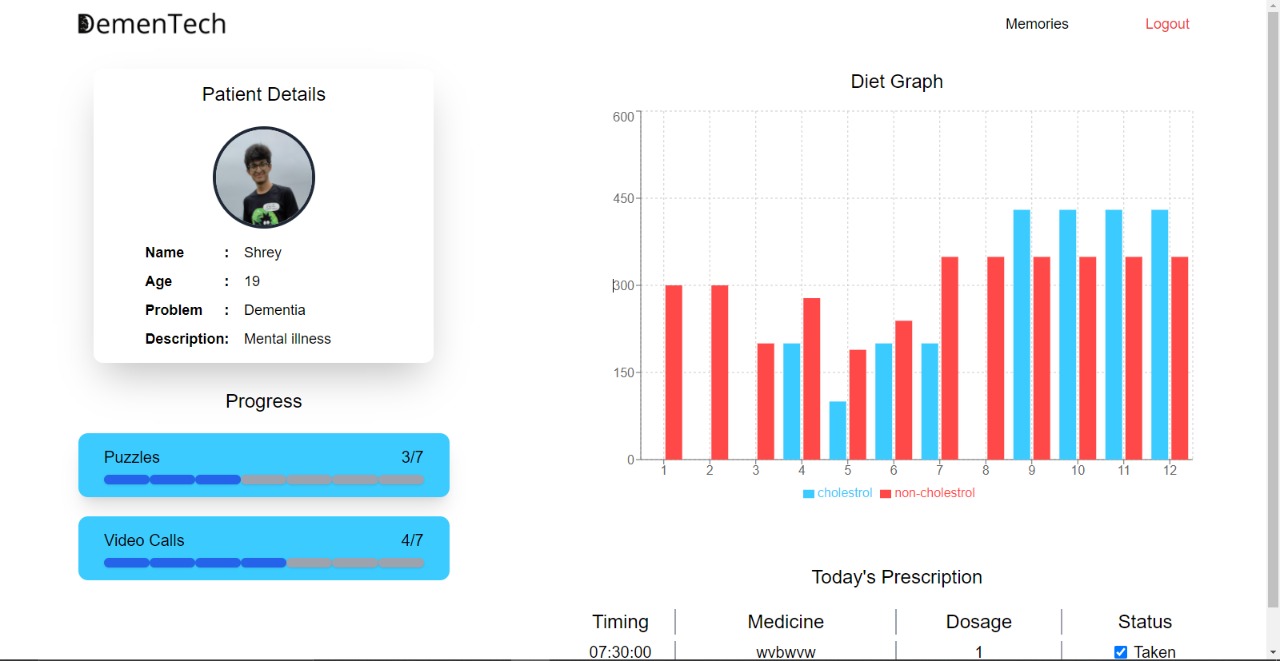 DemenTech
Memories
Logout
Patient Details
Name : Shrey
Age : 19
Problem : Dementia
Description: Mental illness
Progress
Puzzles 3/7
Video Calls 4/7
Diet Graph
600
450
300
150
0
1 2 3 4 5 6 7 8 9 10 11 12
cholestrol non-cholestrol
Today's Prescription
Timing Medicine Dosage Status
07:30:00 wvbwvw 1 Taken